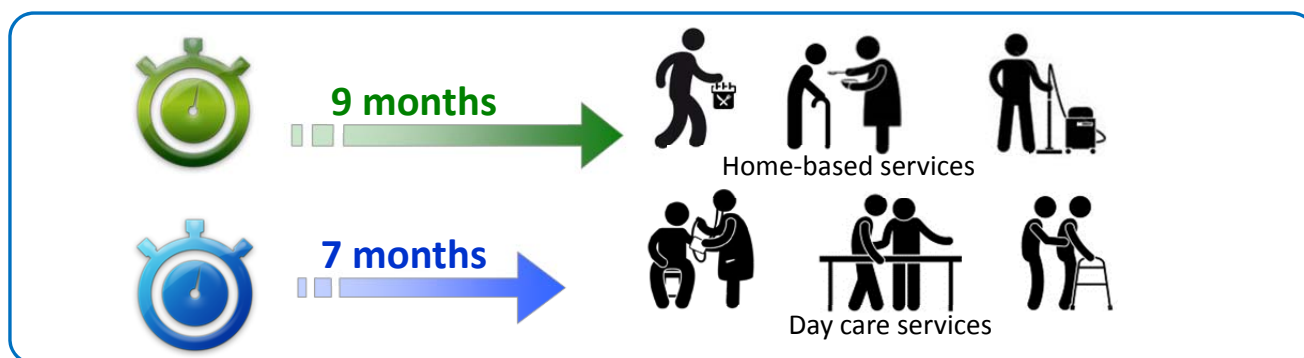 9 months
Home-based services
7 months
Day care services